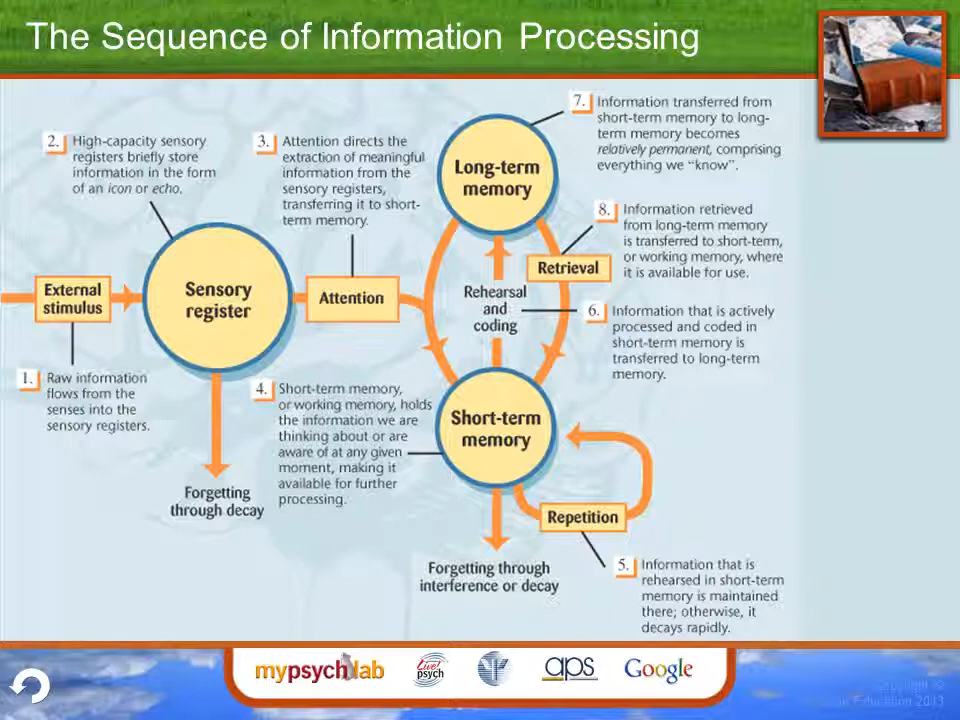 The Sequence of Information Processing
2. High-capacity sensory
registers briefly store
information in the form
of an icon or echo.
3. Attention directs the
extraction of meaningful
information from the
sensory registers,
transferring it to short-
term memory.
Long-term
memory
7. Information transferred from
short-term memory to long-
term memory becomes
relatively permanent, comprising
everything we “know”.
8. Information retrieved
from long-term memory
is transferred to short-term,
or working memory, where
it is available for use.
External
stimulus
Sensory
register
Attention
Retrieval
Rehearsal
and
coding
6. Information that is actively
processed and coded in
short-term memory is
transferred to long-term
memory.
1. Raw information
flows from the
senses into the
sensory registers.
4. Short-term memory,
or working memory, holds
the information we are
thinking about or are
aware of at any given
moment, making it
available for further
processing.
Short-term
memory
Forgetting
through decay
Repetition
Forgetting through
interference or decay
5. Information that is
rehearsed in short-term
memory is maintained
there; otherwise, it
decays rapidly.
mypsychlab
Live!
psych
aps
Google
Copyright ©
Education 2013